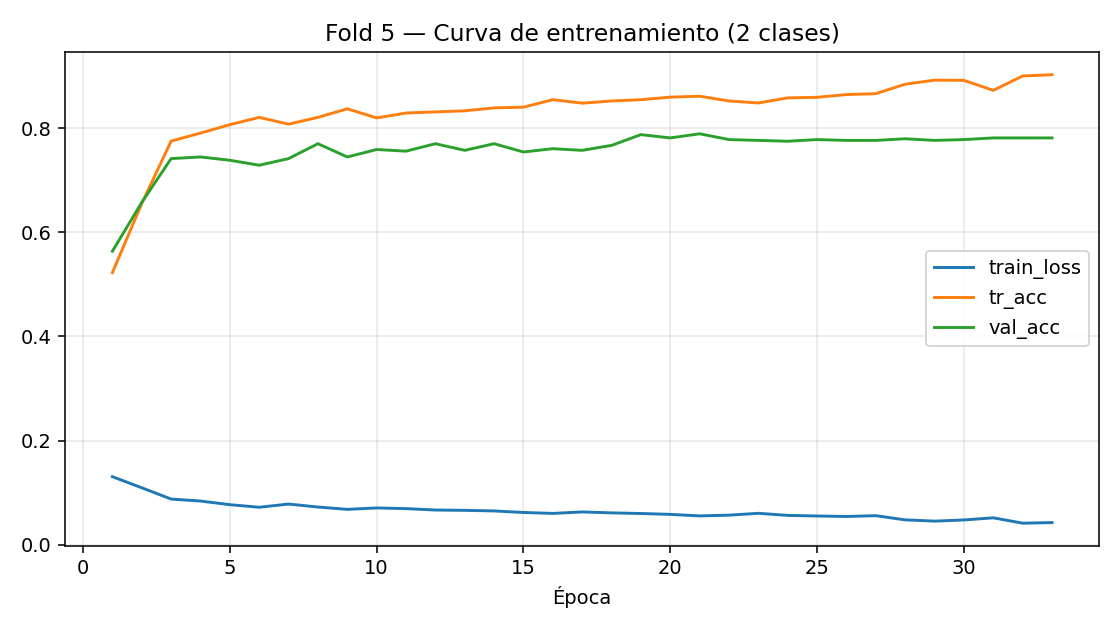 Fold 5 — Curva de entrenamiento (2 clases)
0.8
0.6
0.4
0.2
0.0
train_loss
tr_acc
val_acc
0 5 10 15 20 25 30
Época